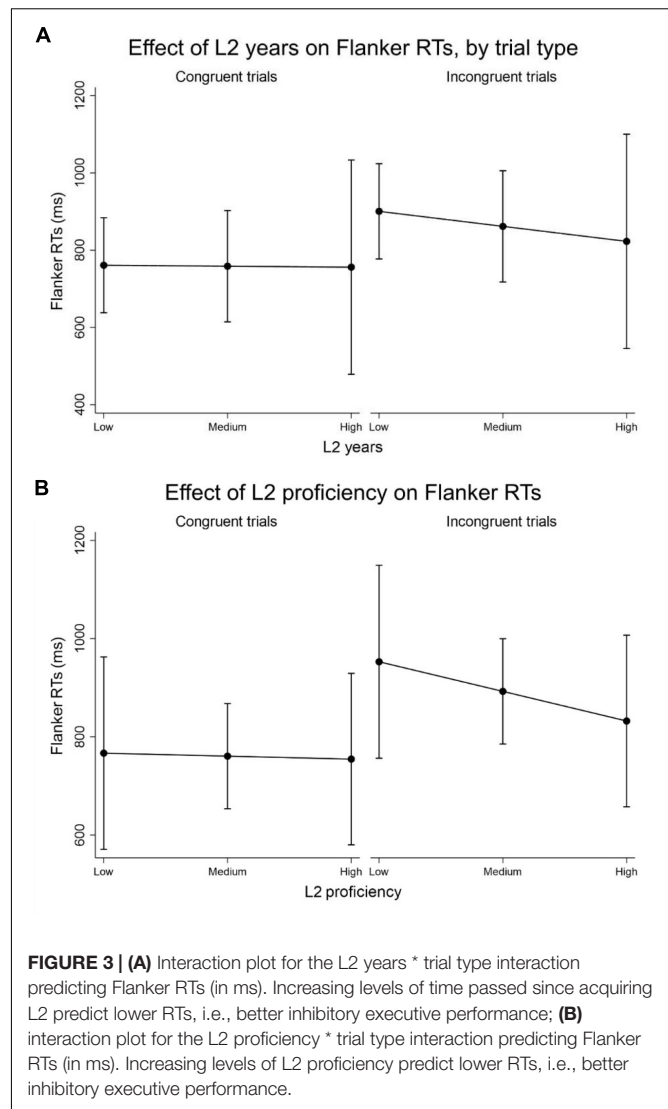 A
Effect of L2 years on Flanker RTs, by trial type
Congruent trials Incongruent trials
1200
1000
800
600
400
Flanker RTs (ms)
Low Medium High Low Medium High
L2 years
B
Effect of L2 proficiency on Flanker RTs
Congruent trials Incongruent trials
1200
1000
800
600
Flanker RTs (ms)
Low Medium High Low Medium High
L2 proficiency
FIGURE 3 | (A) Interaction plot for the L2 years * trial type interaction
predicting Flanker RTs (in ms). Increasing levels of time passed since acquiring
L2 predict lower RTs, i.e., better inhibitory executive performance; (B)
interaction plot for the L2 proficiency * trial type interaction predicting Flanker
RTs (in ms). Increasing levels of L2 proficiency predict lower RTs, i.e., better
inhibitory executive performance.